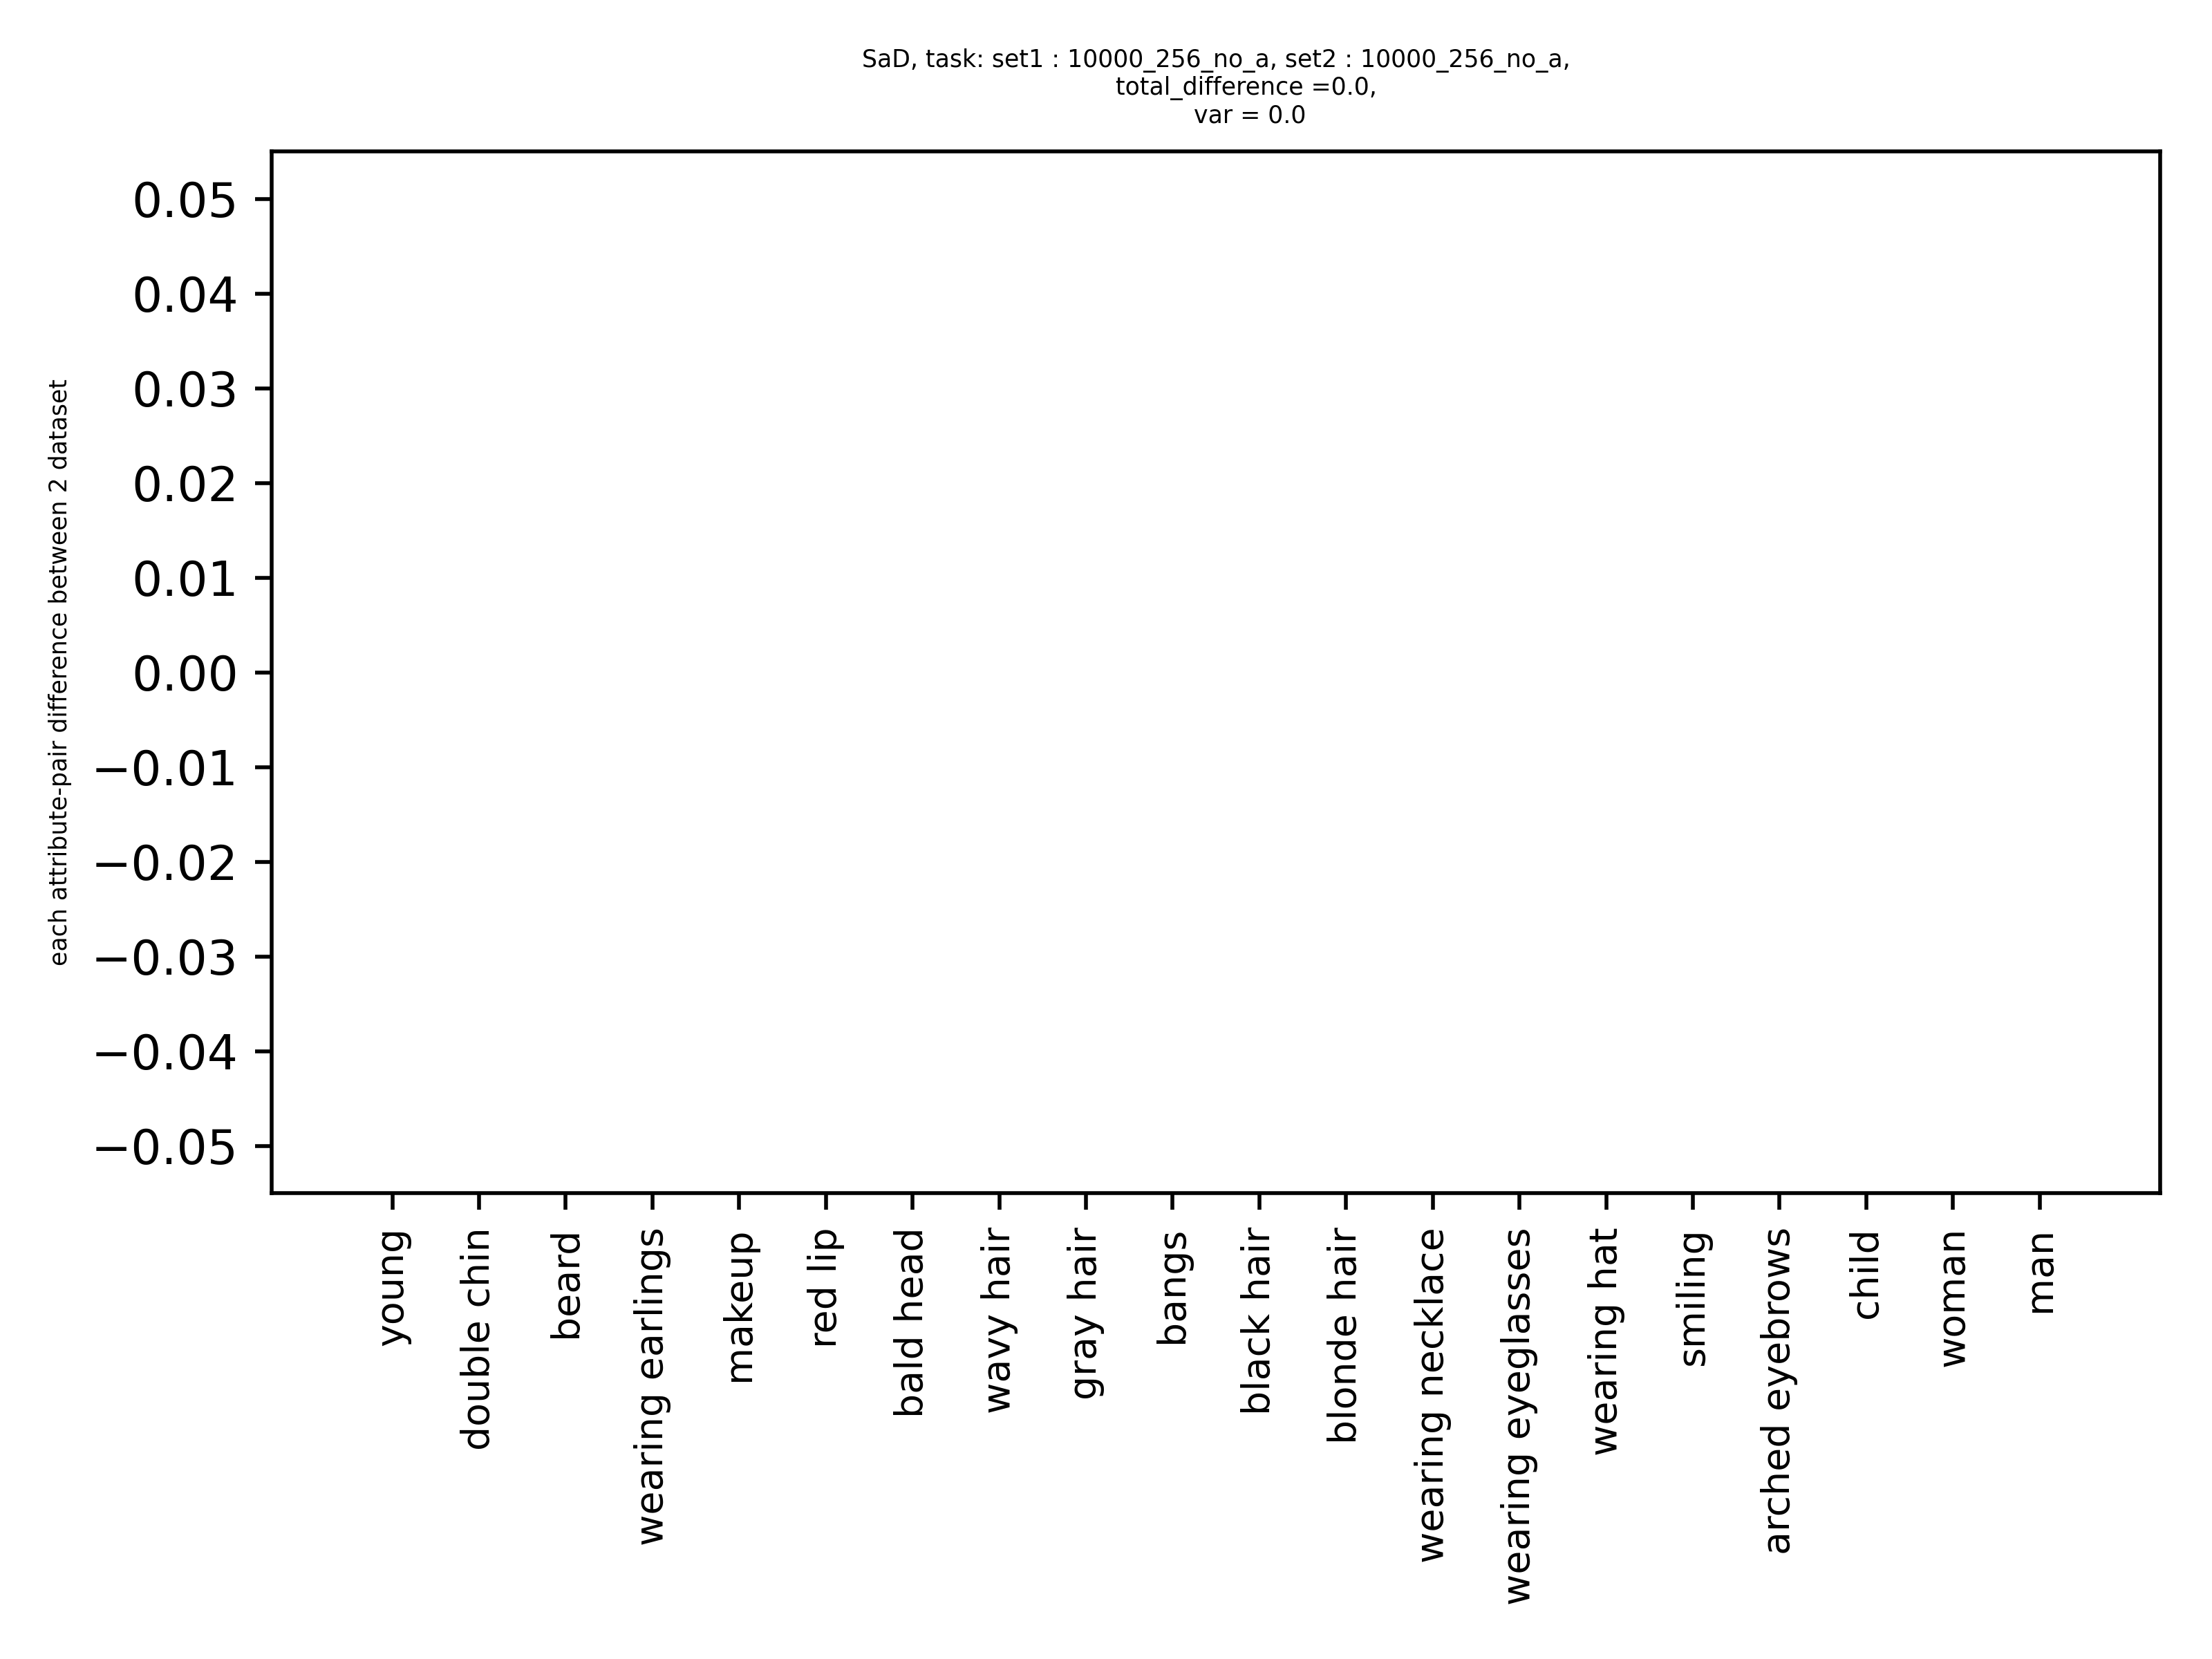 SaD, task: set1 : 10000_256_no_a, set2 : 10000_256_no_a,
total_difference =0.0,
var = 0.0
each attribute-pair difference between 2 dataset
0.05
0.04
0.03
0.02
0.01
0.00
−0.01
−0.02
−0.03
−0.04
−0.05
young
double chin
beard
wearing earlings
makeup
red lip
bald head
wavy hair
gray hair
bangs
black hair
blonde hair
wearing necklace
wearing eyeglasses
wearing hat
smiling
arched eyebrows
child
woman
man